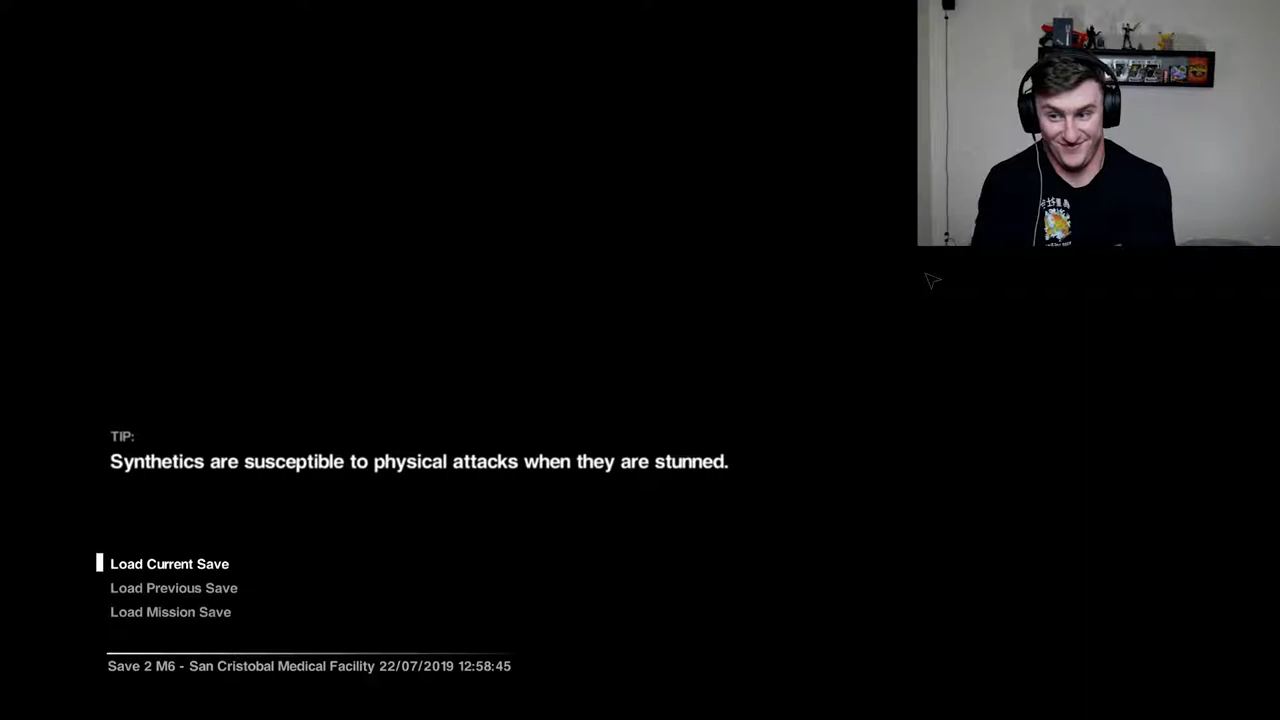 TIP:
Synthetics are susceptible to physical attacks when they are stunned.
Load Current Save
Load Previous Save
Load Mission Save
Save 2 M6 - San Cristobal Medical Facility 22/07/2019 12:58:45